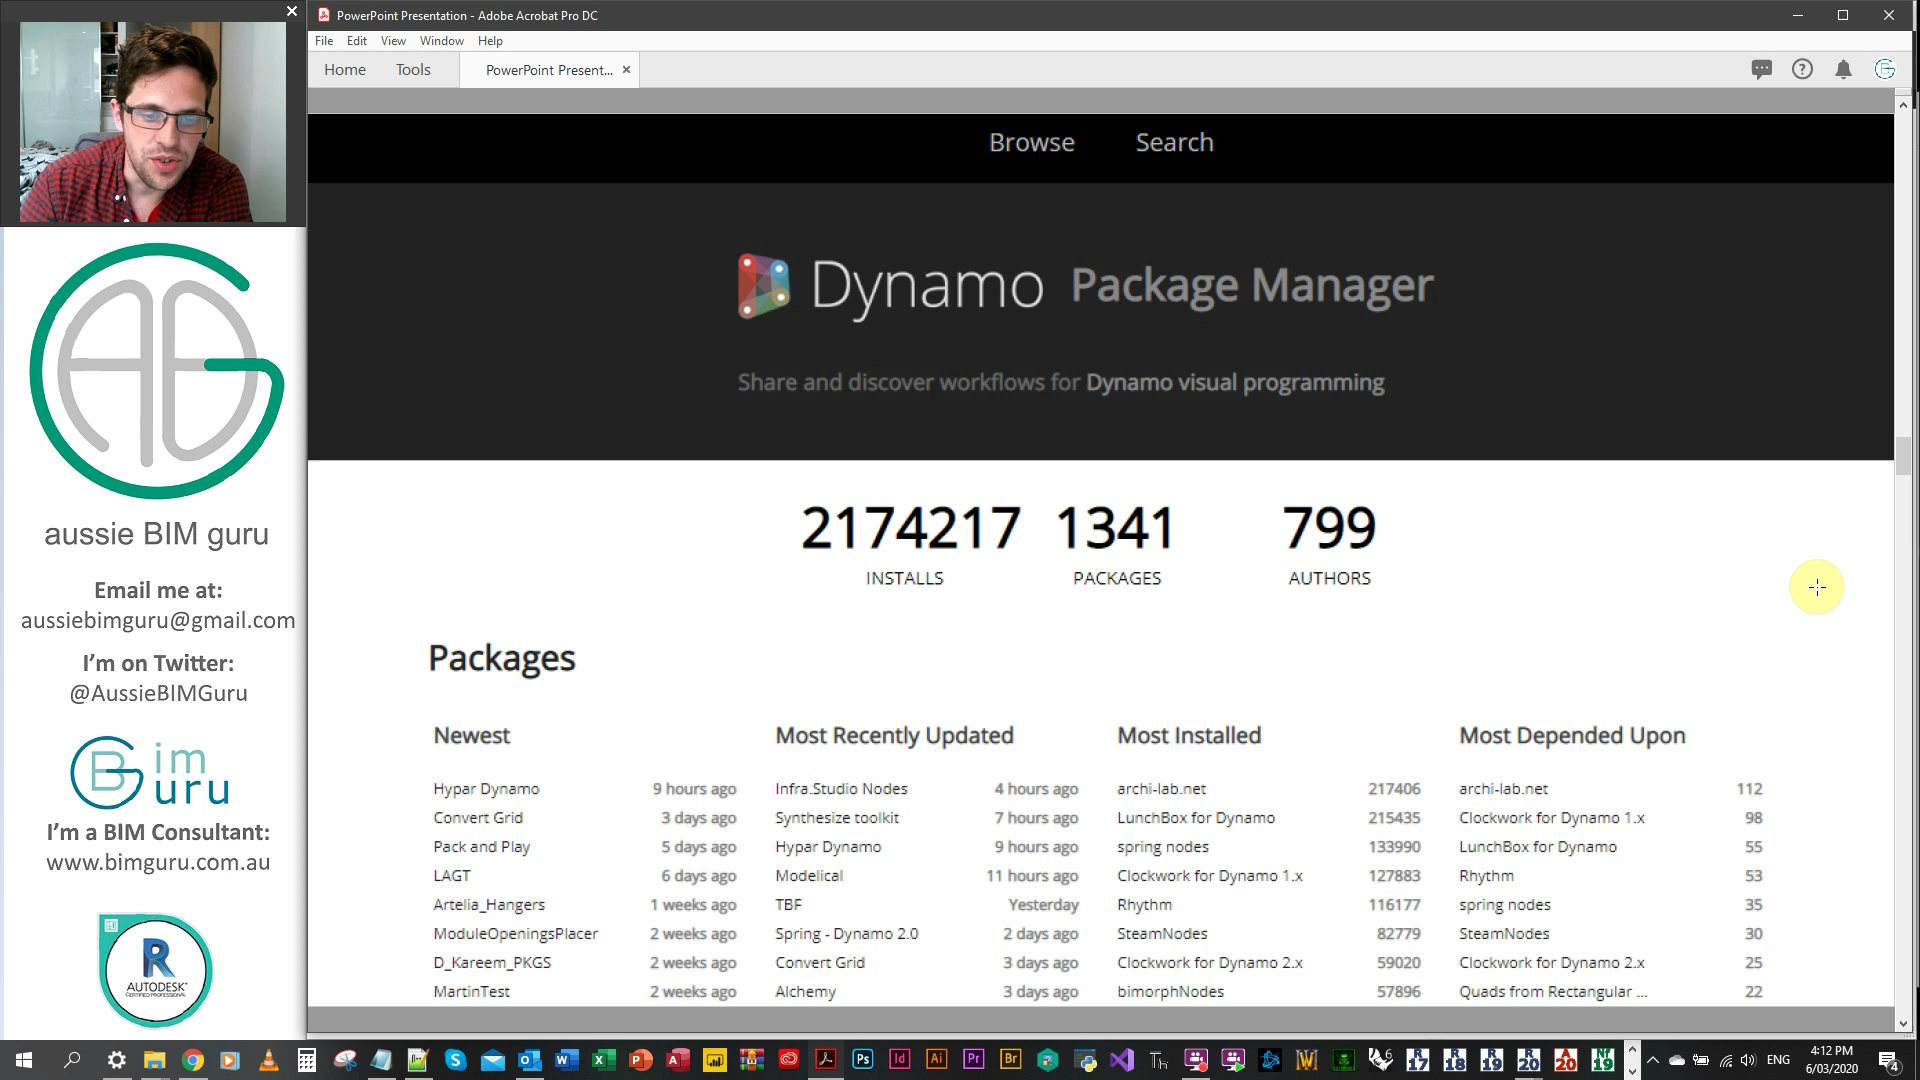 PowerPoint Presentation - Adobe Acrobat Pro DC
File Edit View Window Help
Home Tools PowerPoint Present...
Browse Search
Dynamo Package Manager
Share and discover workflows for Dynamo visual programming
2174217 1341 799
INSTALLS PACKAGES AUTHORS
Packages
Newest Most Recently Updated Most Installed Most Depended Upon
Hypar Dynamo 9 hours ago Infra.Studio Nodes 4 hours ago archi-lab.net 217406 archi-lab.net 112
Convert Grid 3 days ago Synthesize toolkit 7 hours ago LunchBox for Dynamo 215435 Clockwork for Dynamo 1.x 98
Pack and Play 5 days ago Hypar Dynamo 9 hours ago spring nodes 133990 LunchBox for Dynamo 55
LAGT 6 days ago Modelical 11 hours ago Clockwork for Dynamo 1.x 127883 Rhythm 53
Artelia_Hangers 1 weeks ago TBF Yesterday Rhythm 116177 spring nodes 35
ModuleOpeningsPlacer 2 weeks ago Spring - Dynamo 2.0 2 days ago SteamNodes 82779 SteamNodes 30
D_Kareem_PKGS 2 weeks ago Convert Grid 3 days ago Clockwork for Dynamo 2.x 59020 Clockwork for Dynamo 2.x 25
MartinTest 2 weeks ago Alchemy 3 days ago bimorphNodes 57896 Quads from Rectangular ... 22
aussie BIM guru
Email me at:
aussiebimguru@gmail.com
I'm on Twitter:
@AussieBIMGuru
BG im
uru
I'm a BIM Consultant:
www.bimguru.com.au
R
AUTODESK
CERTIFIED PROFESSIONAL
ENG
4:12 PM
6/03/2020